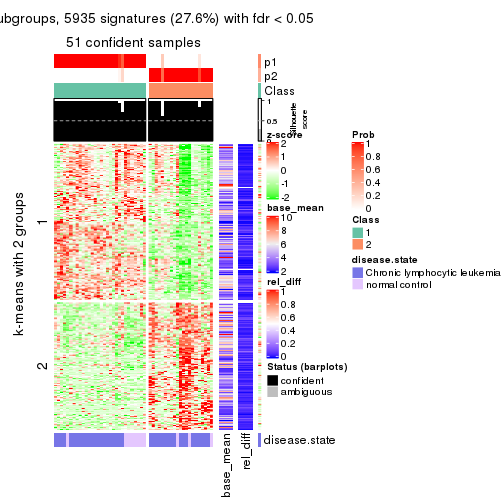 ubgroups, 5935 signatures (27.6%) with fdr < 0.05
51 confident samples
p1
p2
Class
1
0.5
0
Silhouette
score
k-means with 2 groups
1
2
z-score
2
1
0
-1
-2
base_mean
10
8
6
4
2
rel_diff
1
0.8
0.6
0.4
0.2
0
Status (barplots)
confident
ambiguous
Prob
1
0.8
0.6
0.4
0.2
0
Class
1
2
disease.state
Chronic lymphocytic leukemia
normal control
disease.state
base_mean
rel_diff